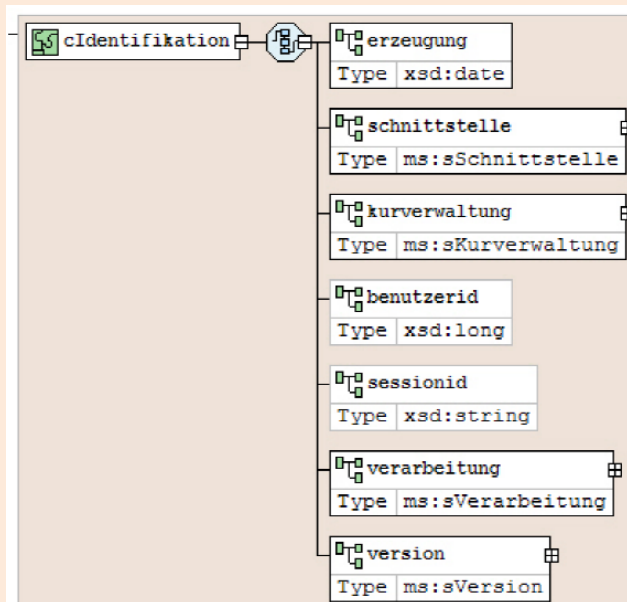 cIdentifikation
erzeugung
Type xsd:date
schnittstelle
Type ms:sSchnittstelle
kurverwaltung
Type ms:sKurverwaltung
benutzerid
Type xsd:long
sessionid
Type xsd:string
verarbeitung
Type ms:sVerarbeitung
version
Type ms:sVersion